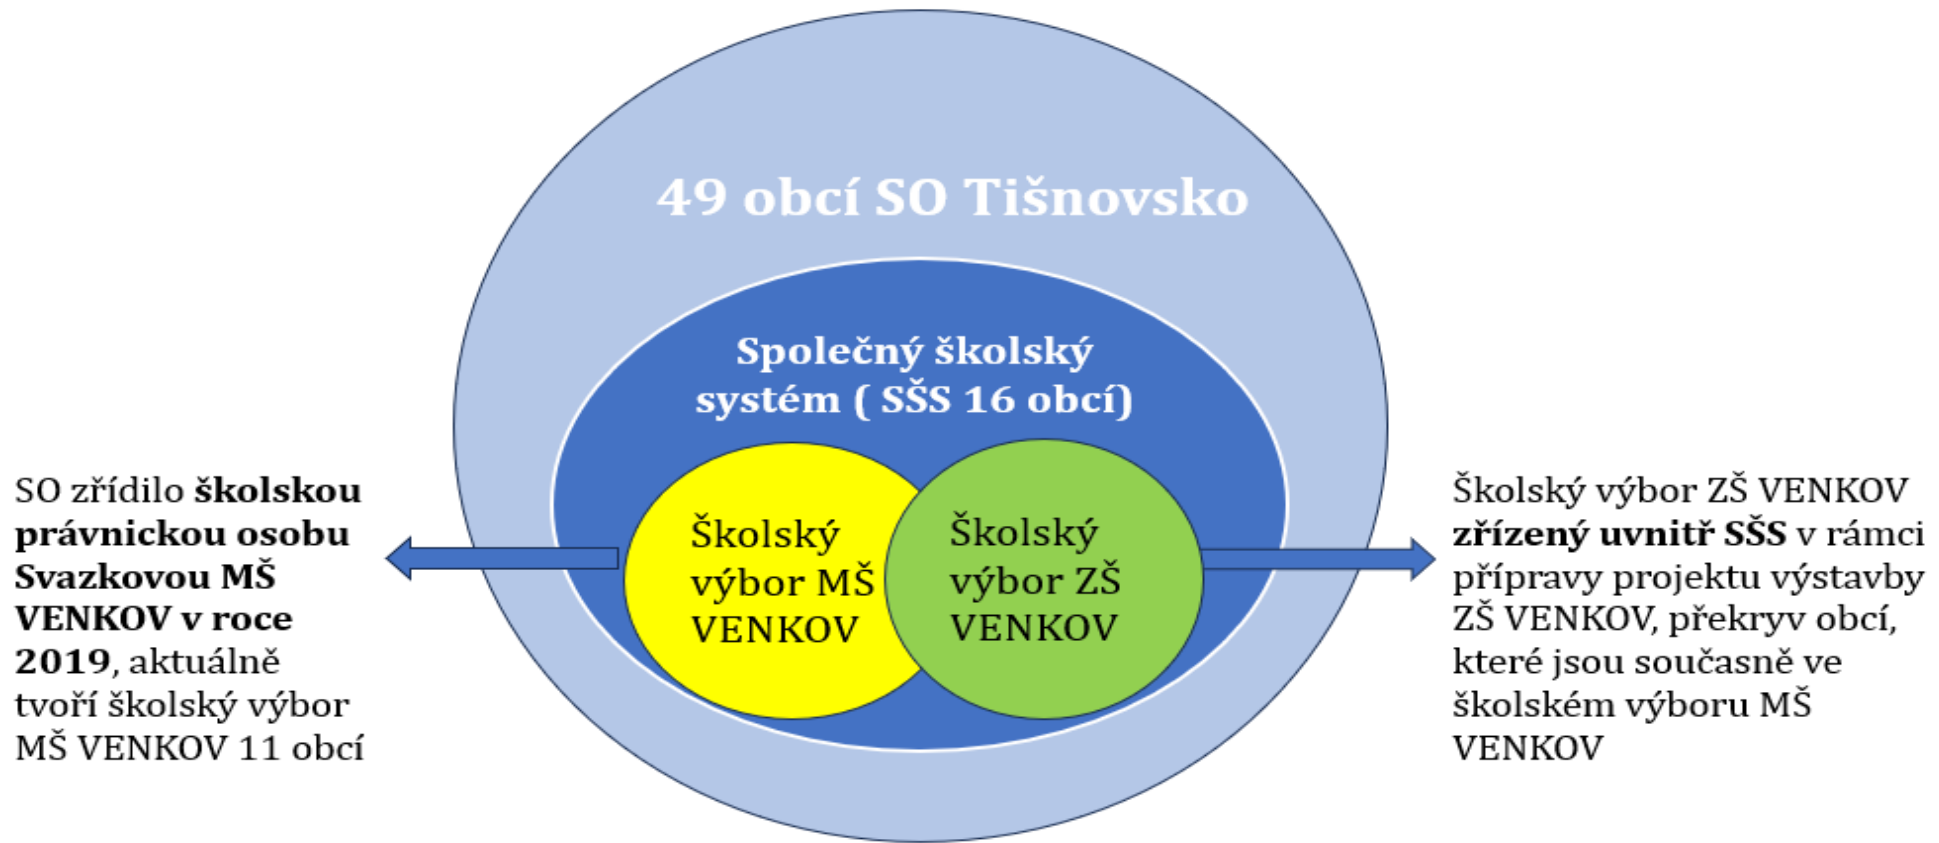 49 obcí SO Tišnovsko
Společný školský
systém ( SŠS 16 obcí)
SO zřídilo školskou
právnickou osobu
Svazkovou MŠ
VENKOV v roce
2019, aktuálně
tvoří školský výbor
MŠ VENKOV 11 obcí
Školský
výbor MŠ
VENKOV
Školský
výbor ZŠ
VENKOV
Školský výbor ZŠ VENKOV
zřízený uvnitř SŠS v rámci
přípravy projektu výstavby
ZŠ VENKOV, překryv obcí,
které jsou současně ve
školském výboru MŠ
VENKOV